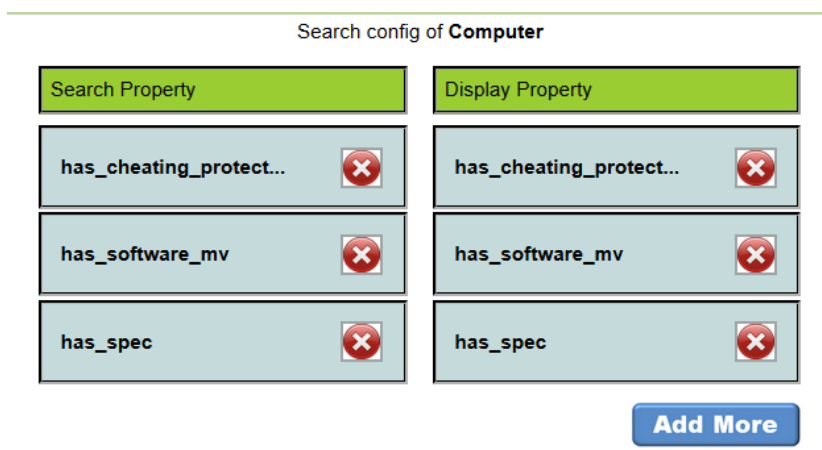 Search config of Computer
Search Property Display Property
has_cheating_protect... has_cheating_protect...
has_software_mv has_software_mv
has_spec has_spec
Add More